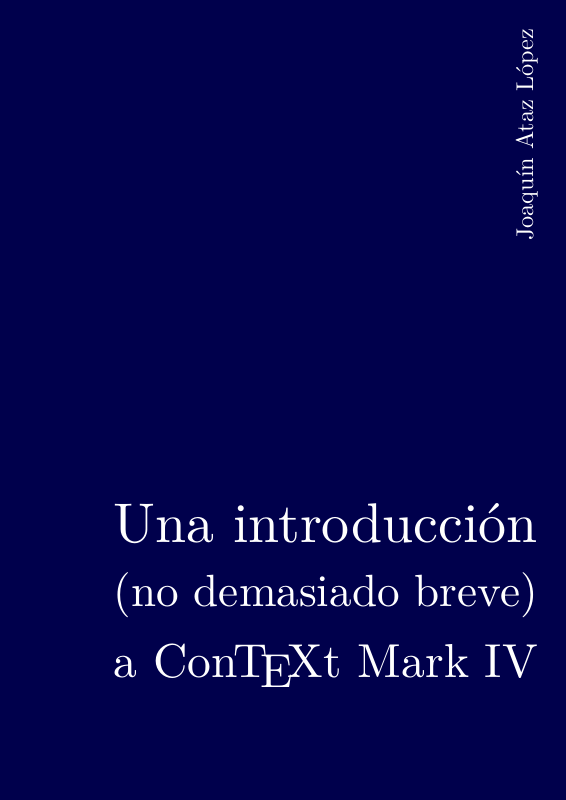 Joaquín Ataz López
Una introducción
(no demasiado breve)
a ConTEXt Mark IV